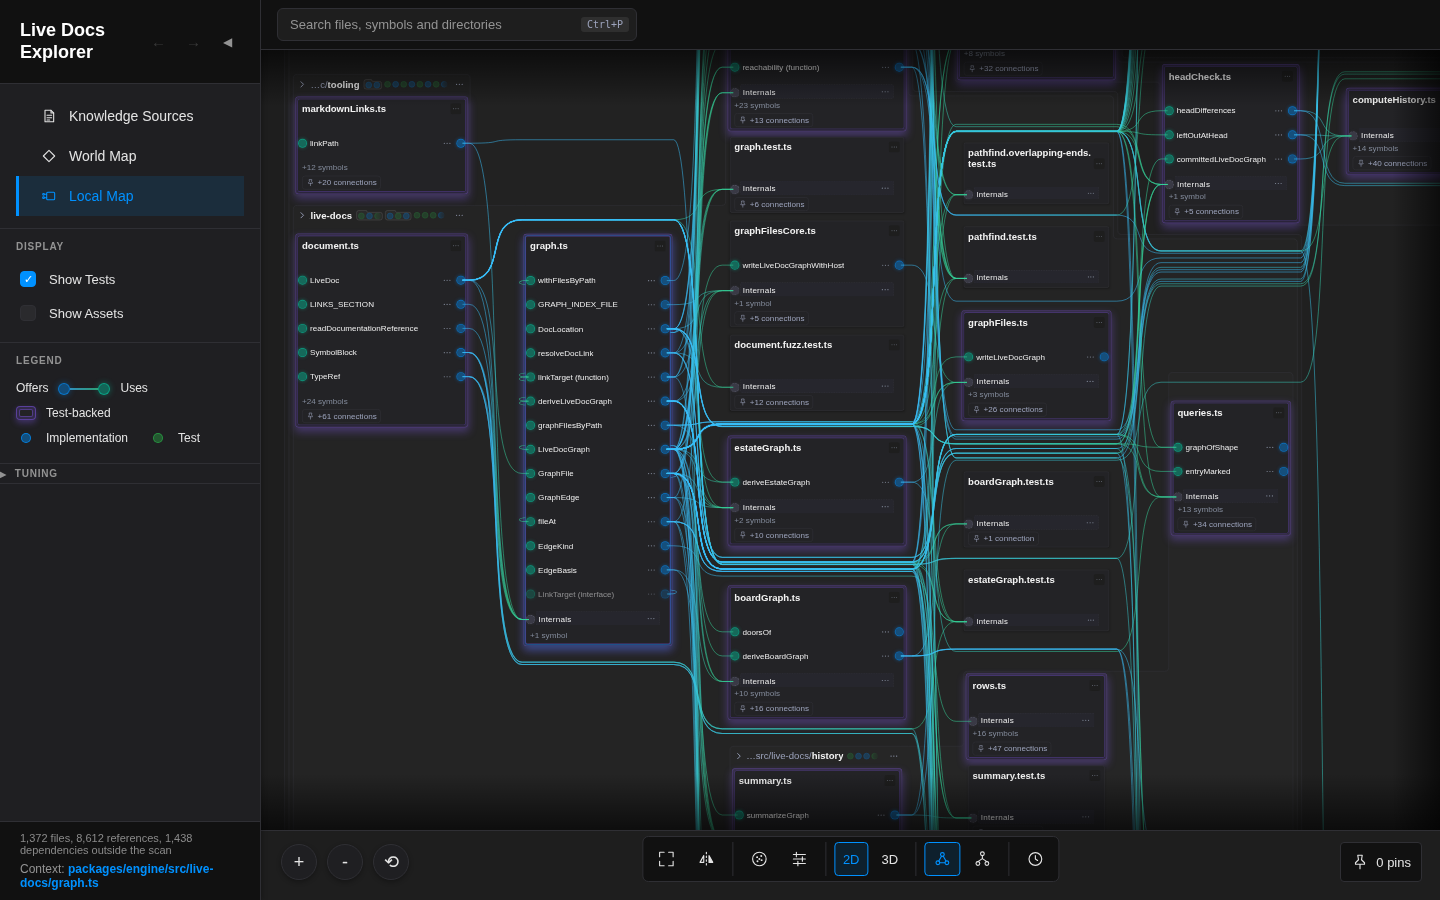 Live Docs
Explorer
Search files, symbols and directories
Ctrl+P
Knowledge Sources
World Map
Local Map
DISPLAY
Show Tests
Show Assets
LEGEND
Offers
Uses
Test-backed
Implementation
Test
TUNING
1,372 files, 8,612 references, 1,438
dependencies outside the scan
Context: packages/engine/src/live-
docs/graph.ts
…c/tooling
markdownLinks.ts
linkPath
+12 symbols
+20 connections
live-docs
document.ts
LiveDoc
LINKS_SECTION
readDocumentationReference
SymbolBlock
TypeRef
+24 symbols
+61 connections
graph.ts
withFilesByPath
GRAPH_INDEX_FILE
DocLocation
resolveDocLink
linkTarget (function)
deriveLiveDocGraph
graphFilesByPath
LiveDocGraph
GraphFile
GraphEdge
fileAt
EdgeKind
EdgeBasis
LinkTarget (interface)
Internals
+1 symbol
reachability (function)
Internals
+23 symbols
+13 connections
graph.test.ts
Internals
+6 connections
graphFilesCore.ts
writeLiveDocGraphWithHost
Internals
+1 symbol
+5 connections
document.fuzz.test.ts
Internals
+12 connections
estateGraph.ts
deriveEstateGraph
Internals
+2 symbols
+10 connections
boardGraph.ts
doorsOf
deriveBoardGraph
Internals
+10 symbols
+16 connections
…src/live-docs/history
summary.ts
summarizeGraph
+8 symbols
+32 connections
pathfind.overlapping-ends.
test.ts
Internals
pathfind.test.ts
Internals
graphFiles.ts
writeLiveDocGraph
Internals
+3 symbols
+26 connections
boardGraph.test.ts
Internals
+1 connection
estateGraph.test.ts
Internals
rows.ts
Internals
+16 symbols
+47 connections
summary.test.ts
Internals
headCheck.ts
headDifferences
leftOutAtHead
committedLiveDocGraph
Internals
+1 symbol
+5 connections
queries.ts
graphOfShape
entryMarked
Internals
+13 symbols
+34 connections
computeHistory.ts
Internals
+14 symbols
+40 connections
+
-
2D
3D
0 pins